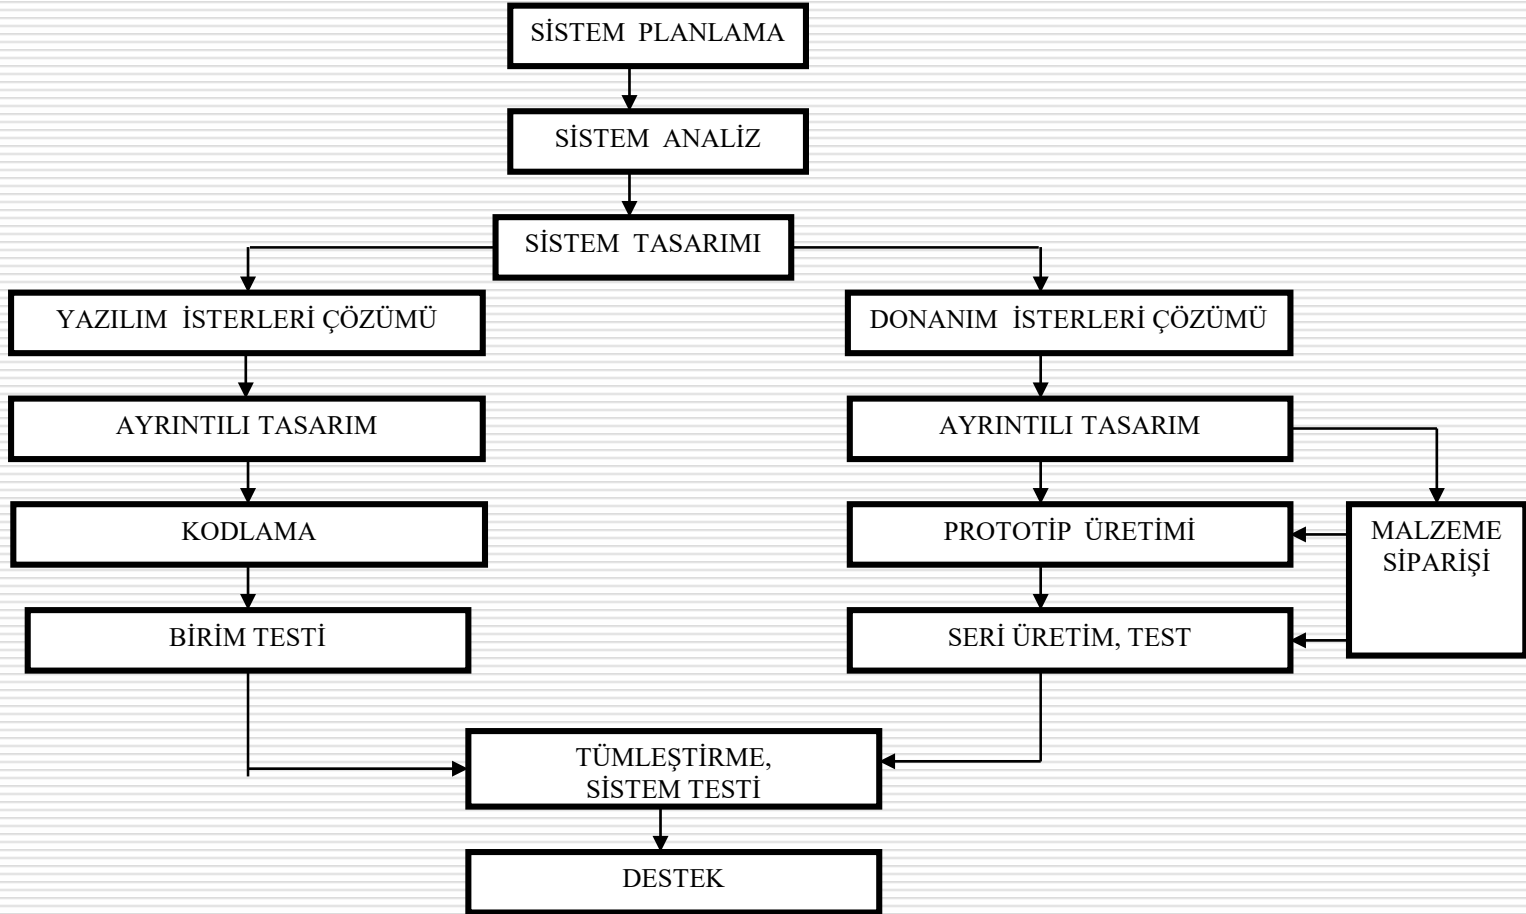 SİSTEM PLANLAMA
SİSTEM ANALİZ
SİSTEM TASARIMI
YAZILIM İSTERLERİ ÇÖZÜMÜ
DONANIM İSTERLERİ ÇÖZÜMÜ
AYRINTILI TASARIM
AYRINTILI TASARIM
KODLAMA
PROTOTİP ÜRETİMİ
MALZEME
SİPARİŞİ
BİRİM TESTİ
SERİ ÜRETİM, TEST
TÜMLEŞTİRME,
SİSTEM TESTİ
DESTEK